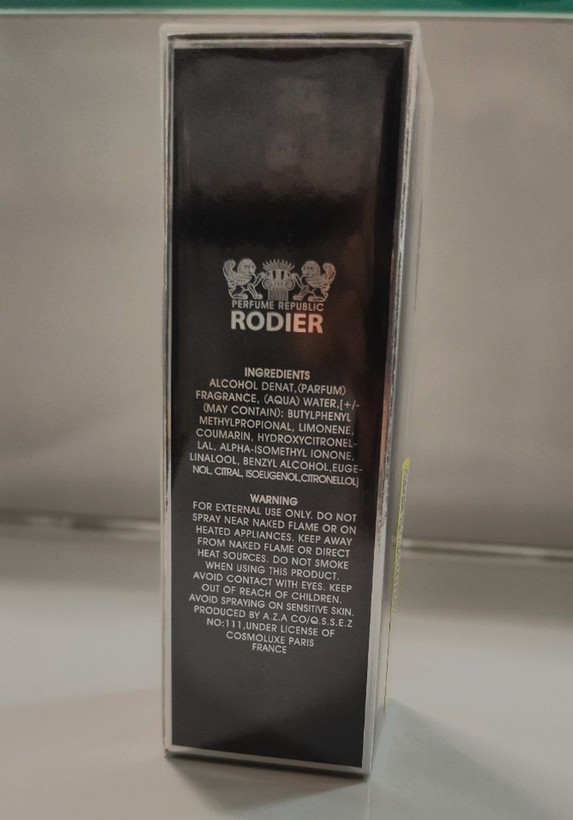 PERFUME REPUBLIC
RODIER
INGREDIENTS
ALCOHOL DENAT,(PARFUM)
FRAGRANCE, (AQUA) WATER,[+/-
(MAY CONTAIN): BUTYLPHENYL
METHYLPROPIONAL, LIMONENE,
COUMARIN, HYDROXYCITRONEL-
LAL, ALPHA-ISOMETHYL IONONE,
LINALOOL, BENZYL ALCOHOL,EUGE-
NOL, CITRAL, ISOEUGENOL,CITRONELLOL]
WARNING
FOR EXTERNAL USE ONLY. DO NOT
SPRAY NEAR NAKED FLAME OR ON
HEATED APPLIANCES. KEEP AWAY
FROM NAKED FLAME OR DIRECT
HEAT SOURCES. DO NOT SMOKE
WHEN USING THIS PRODUCT.
AVOID CONTACT WITH EYES. KEEP
OUT OF REACH OF CHILDREN.
AVOID SPRAYING ON SENSITIVE SKIN.
PRODUCED BY A.Z.A CO/Q.S.S.E.Z
NO:111,UNDER LICENSE OF
COSMOLUXE PARIS
FRANCE